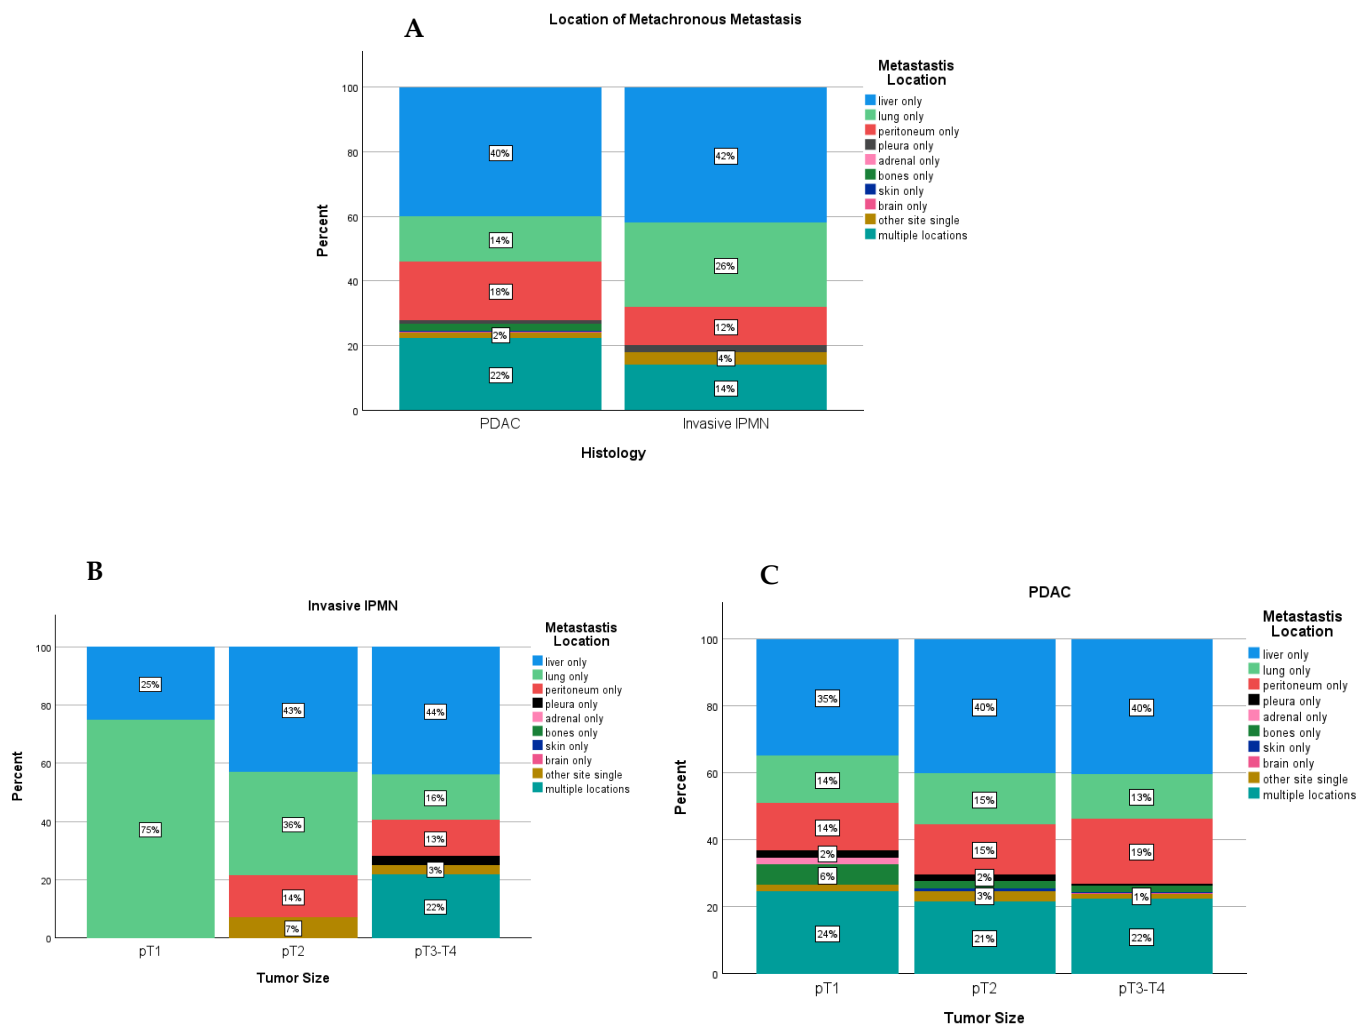 Location of Metachronous Metastasis
A
Metastastis
Location
liver only
lung only
peritoneum only
pleura only
adrenal only
bones only
skin only
brain only
other site single
multiple locations
Percent
100
80
60
40
20
0
40%
14%
18%
2%
22%
42%
26%
12%
4%
14%
PDAC
Invasive IPMN
Histology
B
Invasive IPMN
Metastastis
Location
liver only
lung only
peritoneum only
pleura only
adrenal only
bones only
skin only
brain only
other site single
multiple locations
Percent
100
80
60
40
20
0
25%
75%
43%
36%
14%
7%
44%
16%
13%
3%
22%
pT1
pT2
pT3-T4
Tumor Size
C
PDAC
Metastastis
Location
liver only
lung only
peritoneum only
pleura only
adrenal only
bones only
skin only
brain only
other site single
multiple locations
Percent
100
80
60
40
20
0
35%
14%
14%
2%
6%
24%
40%
15%
15%
2%
3%
21%
40%
13%
19%
1%
22%
pT1
pT2
pT3-T4
Tumor Size